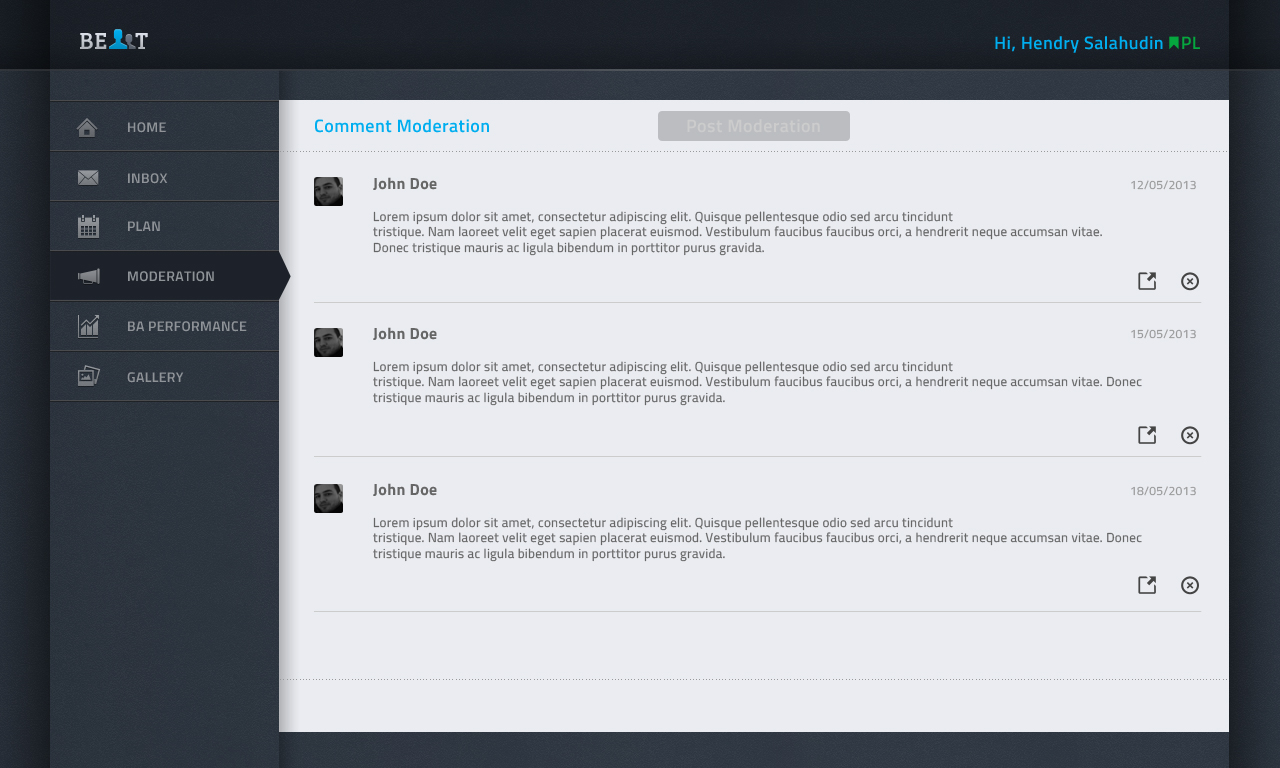 BE T
Hi, Hendry Salahudin PL
HOME
INBOX
PLAN
MODERATION
BA PERFORMANCE
GALLERY
Comment Moderation
Post Moderation
John Doe
12/05/2013
Lorem ipsum dolor sit amet, consectetur adipiscing elit. Quisque pellentesque odio sed arcu tincidunt
tristique. Nam laoreet velit eget sapien placerat euismod. Vestibulum faucibus faucibus orci, a hendrerit neque accumsan vitae.
Donec tristique mauris ac ligula bibendum in porttitor purus gravida.
John Doe
15/05/2013
Lorem ipsum dolor sit amet, consectetur adipiscing elit. Quisque pellentesque odio sed arcu tincidunt
tristique. Nam laoreet velit eget sapien placerat euismod. Vestibulum faucibus faucibus orci, a hendrerit neque accumsan vitae. Donec
tristique mauris ac ligula bibendum in porttitor purus gravida.
John Doe
18/05/2013
Lorem ipsum dolor sit amet, consectetur adipiscing elit. Quisque pellentesque odio sed arcu tincidunt
tristique. Nam laoreet velit eget sapien placerat euismod. Vestibulum faucibus faucibus orci, a hendrerit neque accumsan vitae. Donec
tristique mauris ac ligula bibendum in porttitor purus gravida.